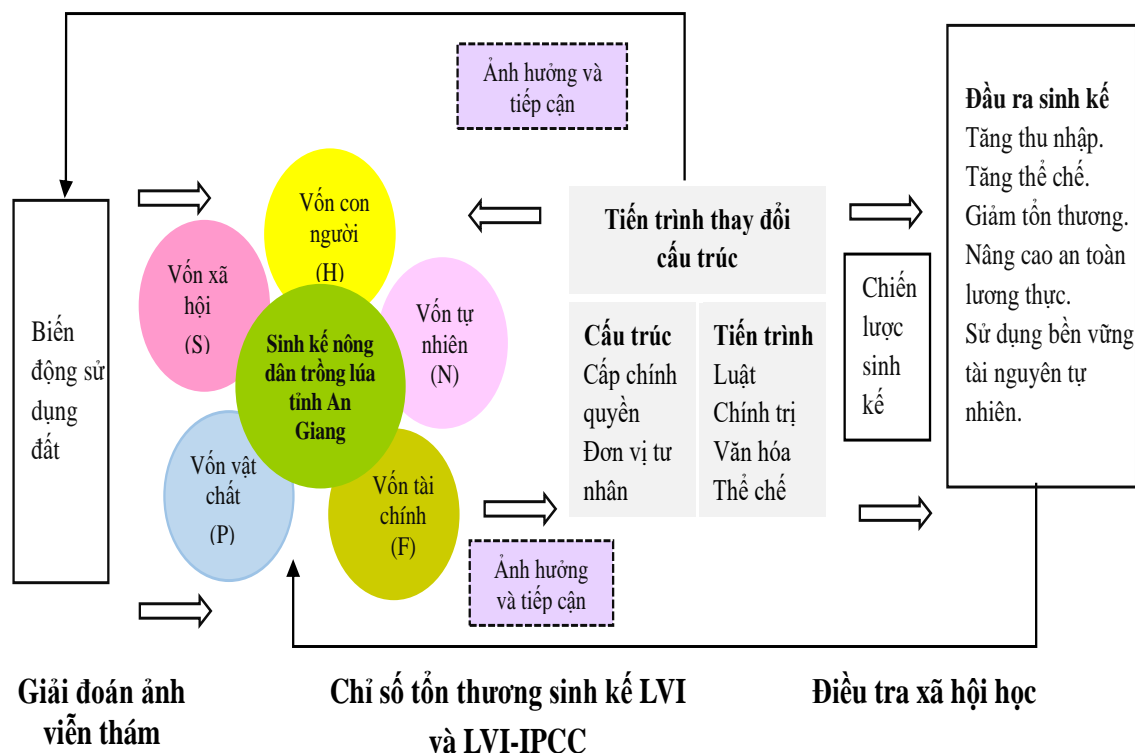 Ảnh hưởng và
tiếp cận
Biến
động sử
dụng
đất
Vốn con
người
(H)
Vốn xã
hội
(S)
Vốn tự
nhiên
(N)
Sinh kế nông
dân trồng lúa
tỉnh An
Giang
Vốn vật
chất
(P)
Vốn tài
chính
(F)
Tiến trình thay đổi
cấu trúc
Cấu trúc
Cấp chính
quyền
Đơn vị tư
nhân
Tiến trình
Luật
Chính trị
Văn hóa
Thể chế
Ảnh hưởng
và tiếp cận
Chiến
lược
sinh
kế
Đầu ra sinh kế
Tăng thu nhập.
Tăng thể chế.
Giảm tổn thương.
Nâng cao an toàn
lương thực.
Sử dụng bền vững
tài nguyên tự
nhiên.
Giải đoán ảnh
viễn thám
Chỉ số tổn thương sinh kế LVI
và LVI-IPCC
Điều tra xã hội học